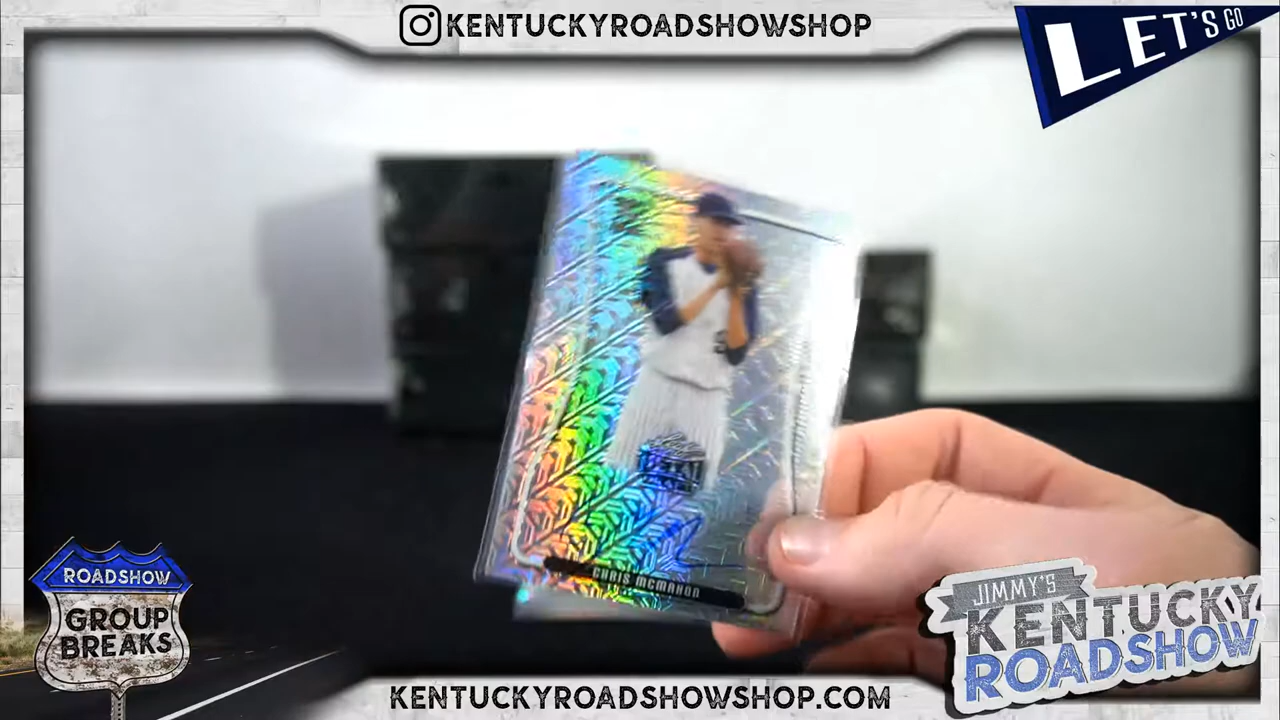 KENTUCKYROADSHOWSHOP
LET'S GO
CHRIS MCMAHON
ROADSHOW
GROUP
BREAKS
JIMMY'S
KENTUCKY
ROADSHOW
KENTUCKYROADSHOWSHOP.COM